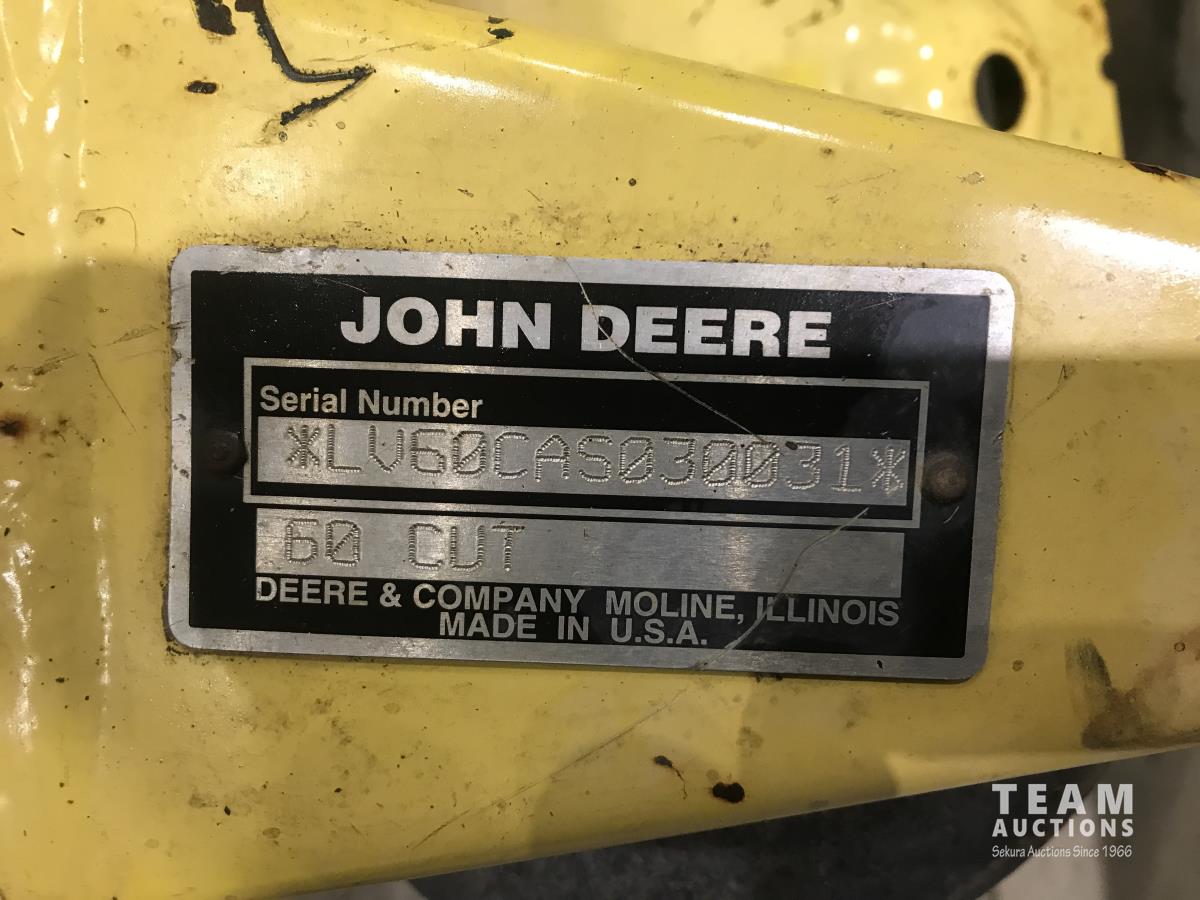 JOHN DEERE
Serial Number
*LV60CAS030031*
60 CUT
DEERE & COMPANY MOLINE, ILLINOIS
MADE IN U.S.A.
TEAM
AUCTIONS
Sekura Auctions Since 1966